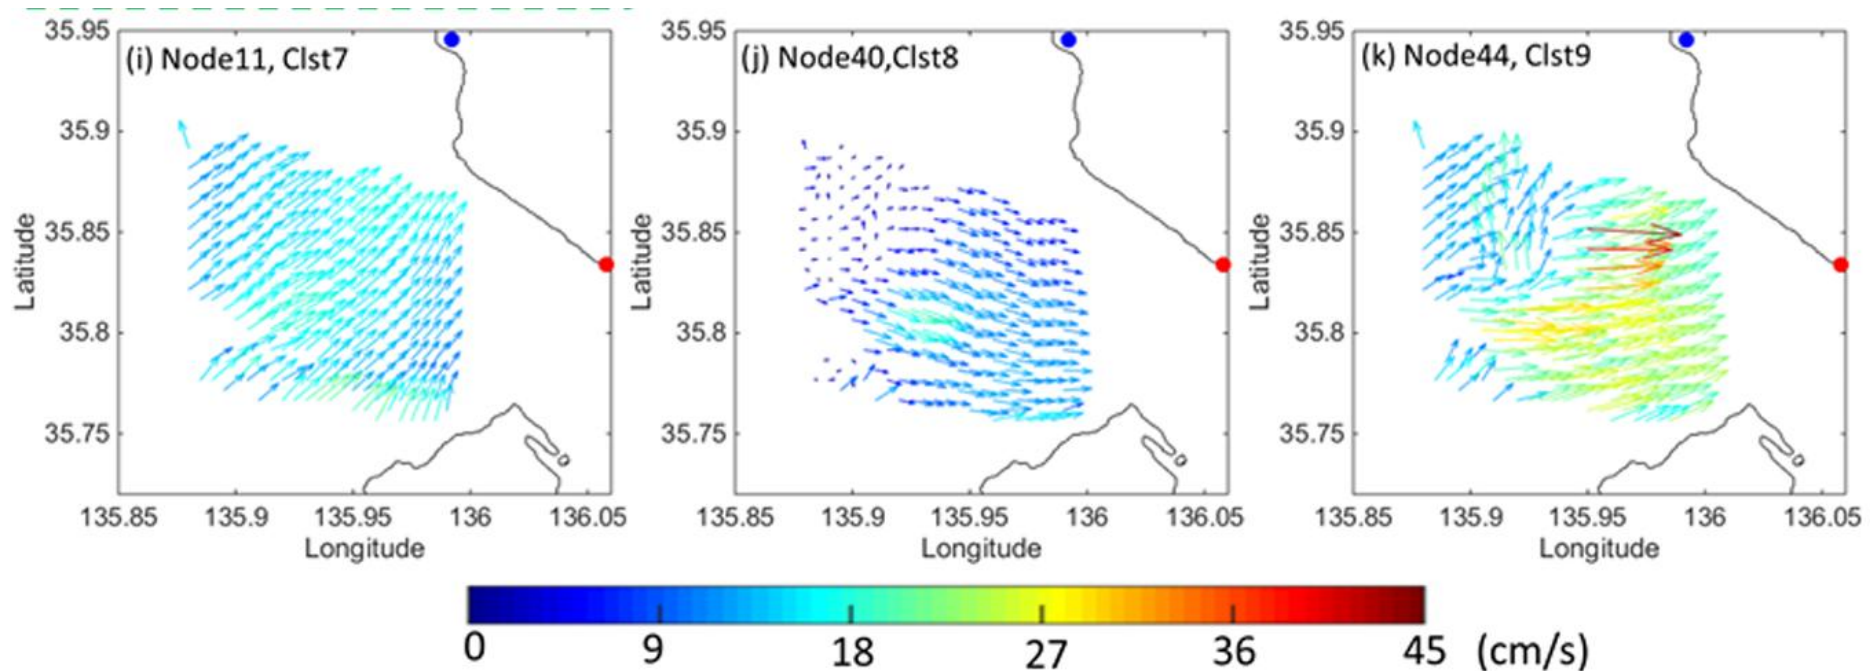 (i) Node11, Clst7
35.95
35.9
35.85
35.8
35.75
Latitude
135.85 135.9 135.95 136 136.05
Longitude
(j) Node40,Clst8
35.95
35.9
35.85
35.8
35.75
Latitude
135.85 135.9 135.95 136 136.05
Longitude
(k) Node44, Clst9
35.95
35.9
35.85
35.8
35.75
Latitude
135.85 135.9 135.95 136 136.05
Longitude
0 9 18 27 36 45 (cm/s)